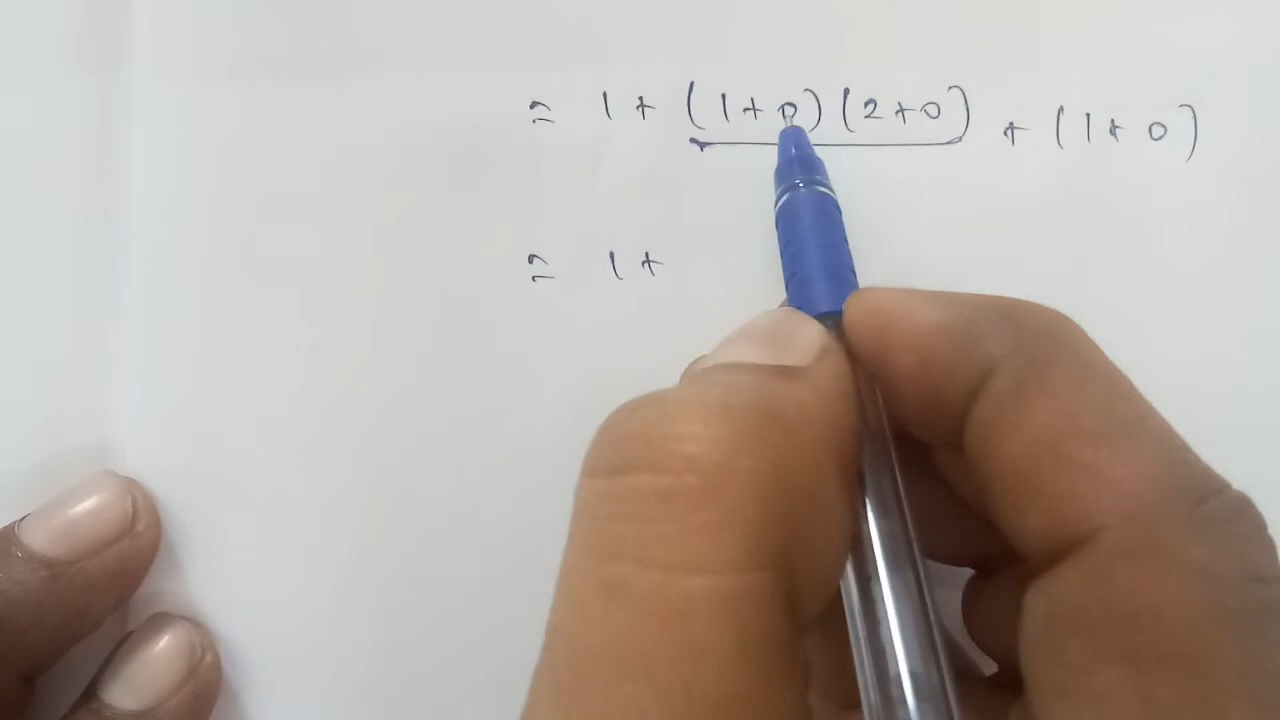 = 1 + (1+0)(2+0) + (1+0)
= 1 +